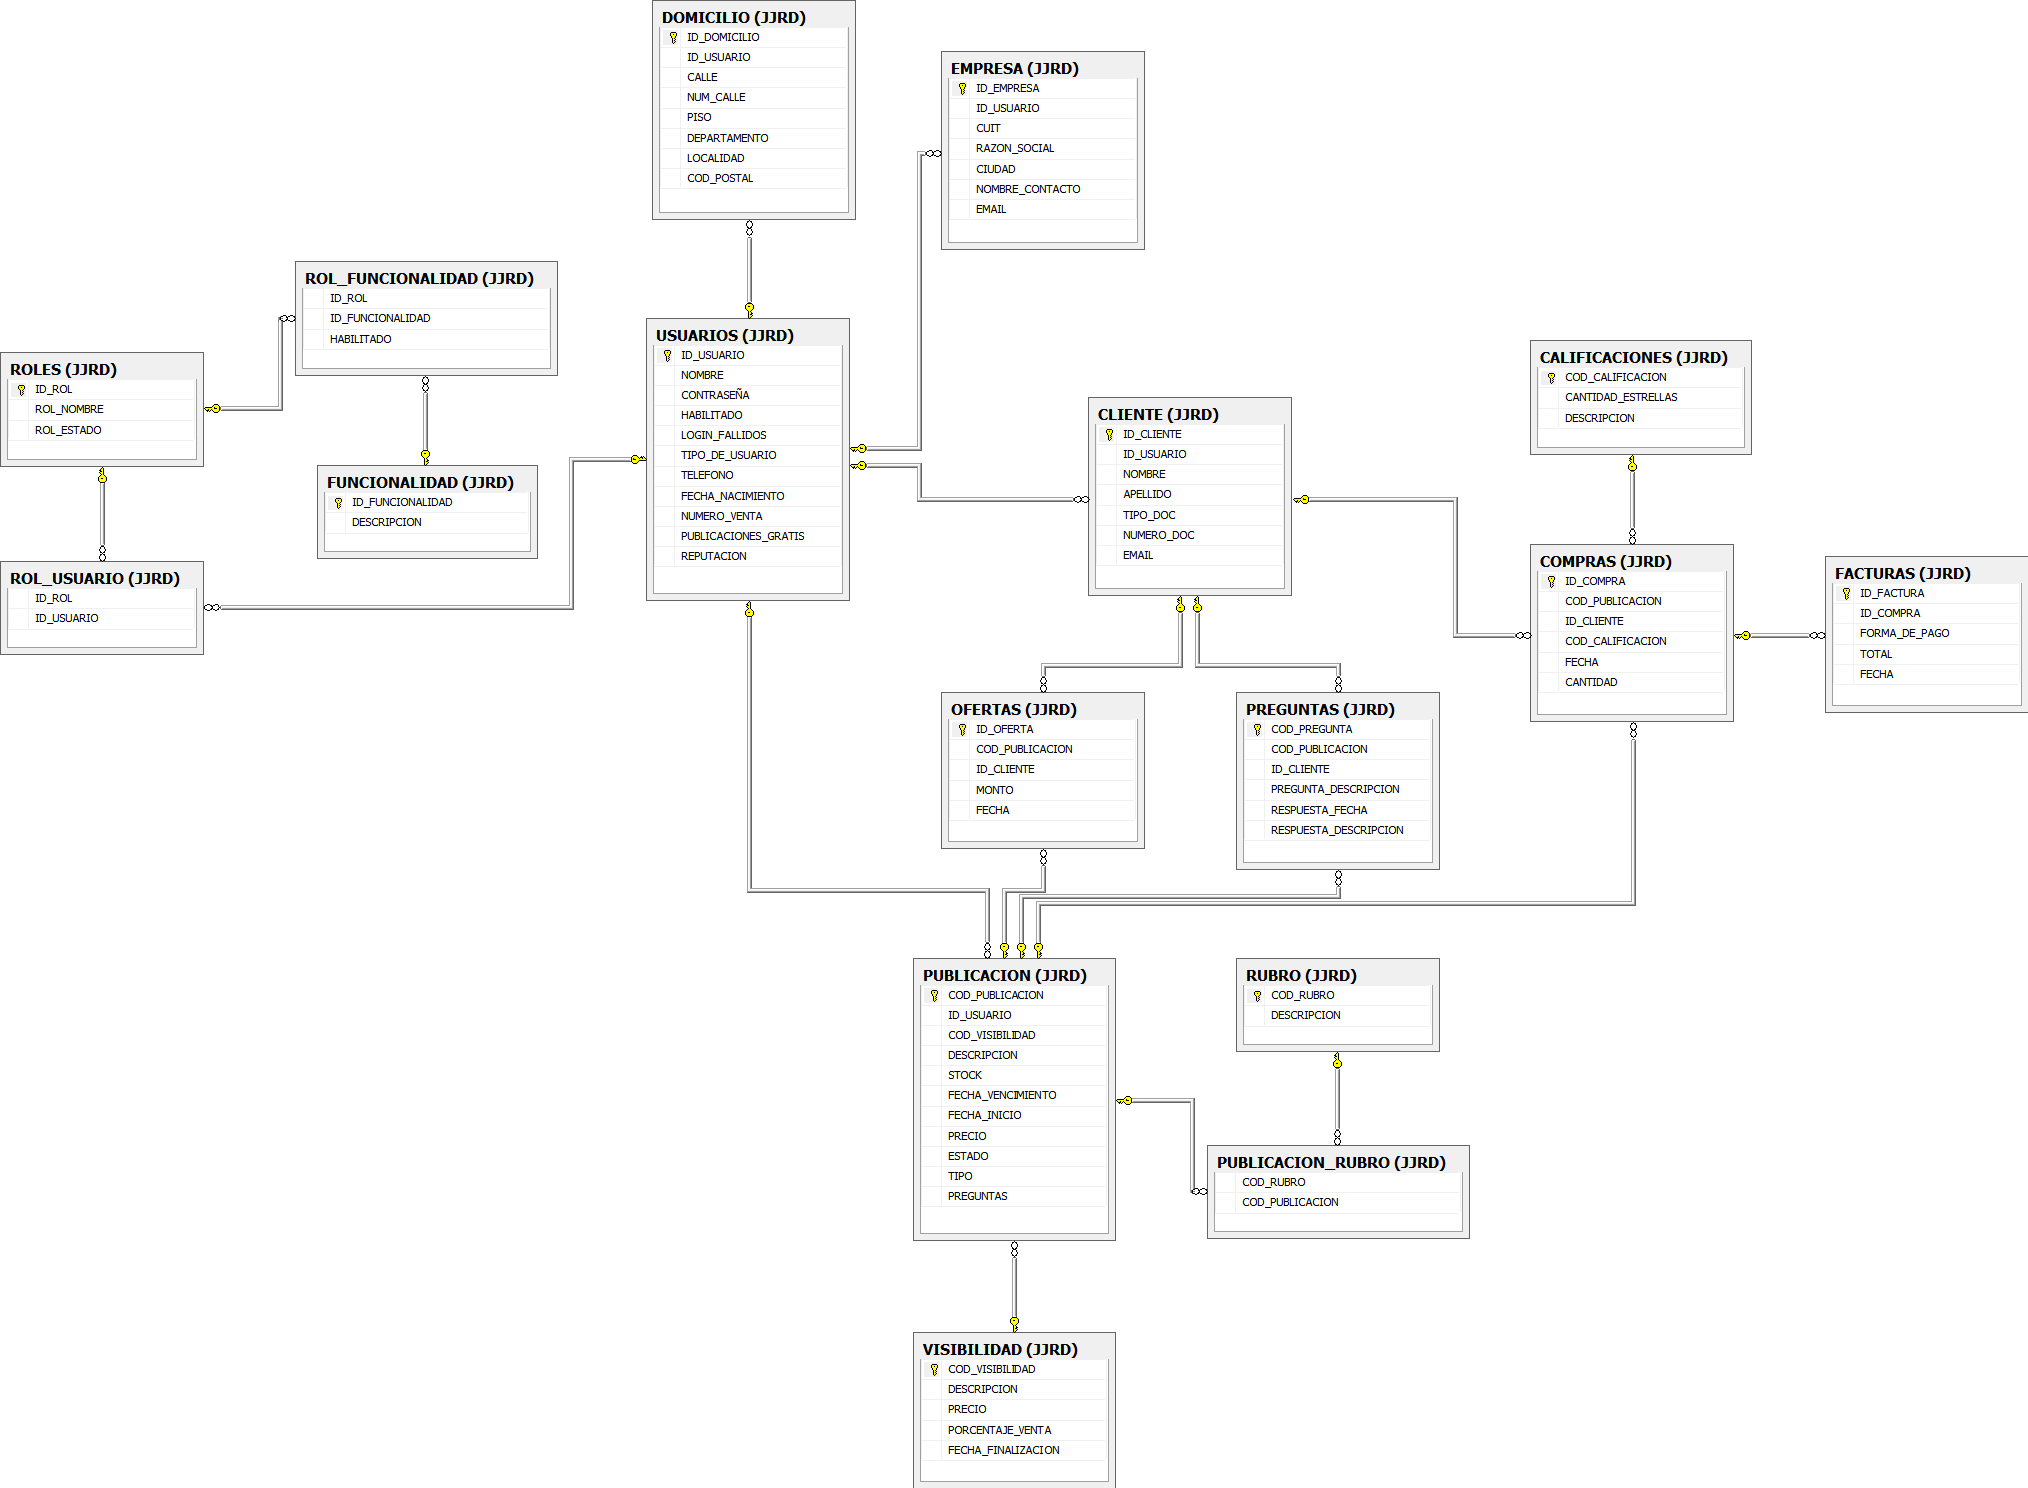 DOMICILIO (JJRD)
ID_DOMICILIO
ID_USUARIO
CALLE
NUM_CALLE
PISO
DEPARTAMENTO
LOCALIDAD
COD_POSTAL
EMPRESA (JJRD)
ID_EMPRESA
ID_USUARIO
CUIT
RAZON_SOCIAL
CIUDAD
NOMBRE_CONTACTO
EMAIL
ROL_FUNCIONALIDAD (JJRD)
ID_ROL
ID_FUNCIONALIDAD
HABILITADO
ROLES (JJRD)
ID_ROL
ROL_NOMBRE
ROL_ESTADO
FUNCIONALIDAD (JJRD)
ID_FUNCIONALIDAD
DESCRIPCION
ROL_USUARIO (JJRD)
ID_ROL
ID_USUARIO
USUARIOS (JJRD)
ID_USUARIO
NOMBRE
CONTRASEÑA
HABILITADO
LOGIN_FALLIDOS
TIPO_DE_USUARIO
TELEFONO
FECHA_NACIMIENTO
NUMERO_VENTA
PUBLICACIONES_GRATIS
REPUTACION
CLIENTE (JJRD)
ID_CLIENTE
ID_USUARIO
NOMBRE
APELLIDO
TIPO_DOC
NUMERO_DOC
EMAIL
CALIFICACIONES (JJRD)
COD_CALIFICACION
CANTIDAD_ESTRELLAS
DESCRIPCION
COMPRAS (JJRD)
ID_COMPRA
COD_PUBLICACION
ID_CLIENTE
COD_CALIFICACION
FECHA
CANTIDAD
FACTURAS (JJRD)
ID_FACTURA
ID_COMPRA
FORMA_DE_PAGO
TOTAL
FECHA
OFERTAS (JJRD)
ID_OFERTA
COD_PUBLICACION
ID_CLIENTE
MONTO
FECHA
PREGUNTAS (JJRD)
COD_PREGUNTA
COD_PUBLICACION
ID_CLIENTE
PREGUNTA_DESCRIPCION
RESPUESTA_FECHA
RESPUESTA_DESCRIPCION
PUBLICACION (JJRD)
COD_PUBLICACION
ID_USUARIO
COD_VISIBILIDAD
DESCRIPCION
STOCK
FECHA_VENCIMIENTO
FECHA_INICIO
PRECIO
ESTADO
TIPO
PREGUNTAS
RUBRO (JJRD)
COD_RUBRO
DESCRIPCION
PUBLICACION_RUBRO (JJRD)
COD_RUBRO
COD_PUBLICACION
VISIBILIDAD (JJRD)
COD_VISIBILIDAD
DESCRIPCION
PRECIO
PORCENTAJE_VENTA
FECHA_FINALIZACION